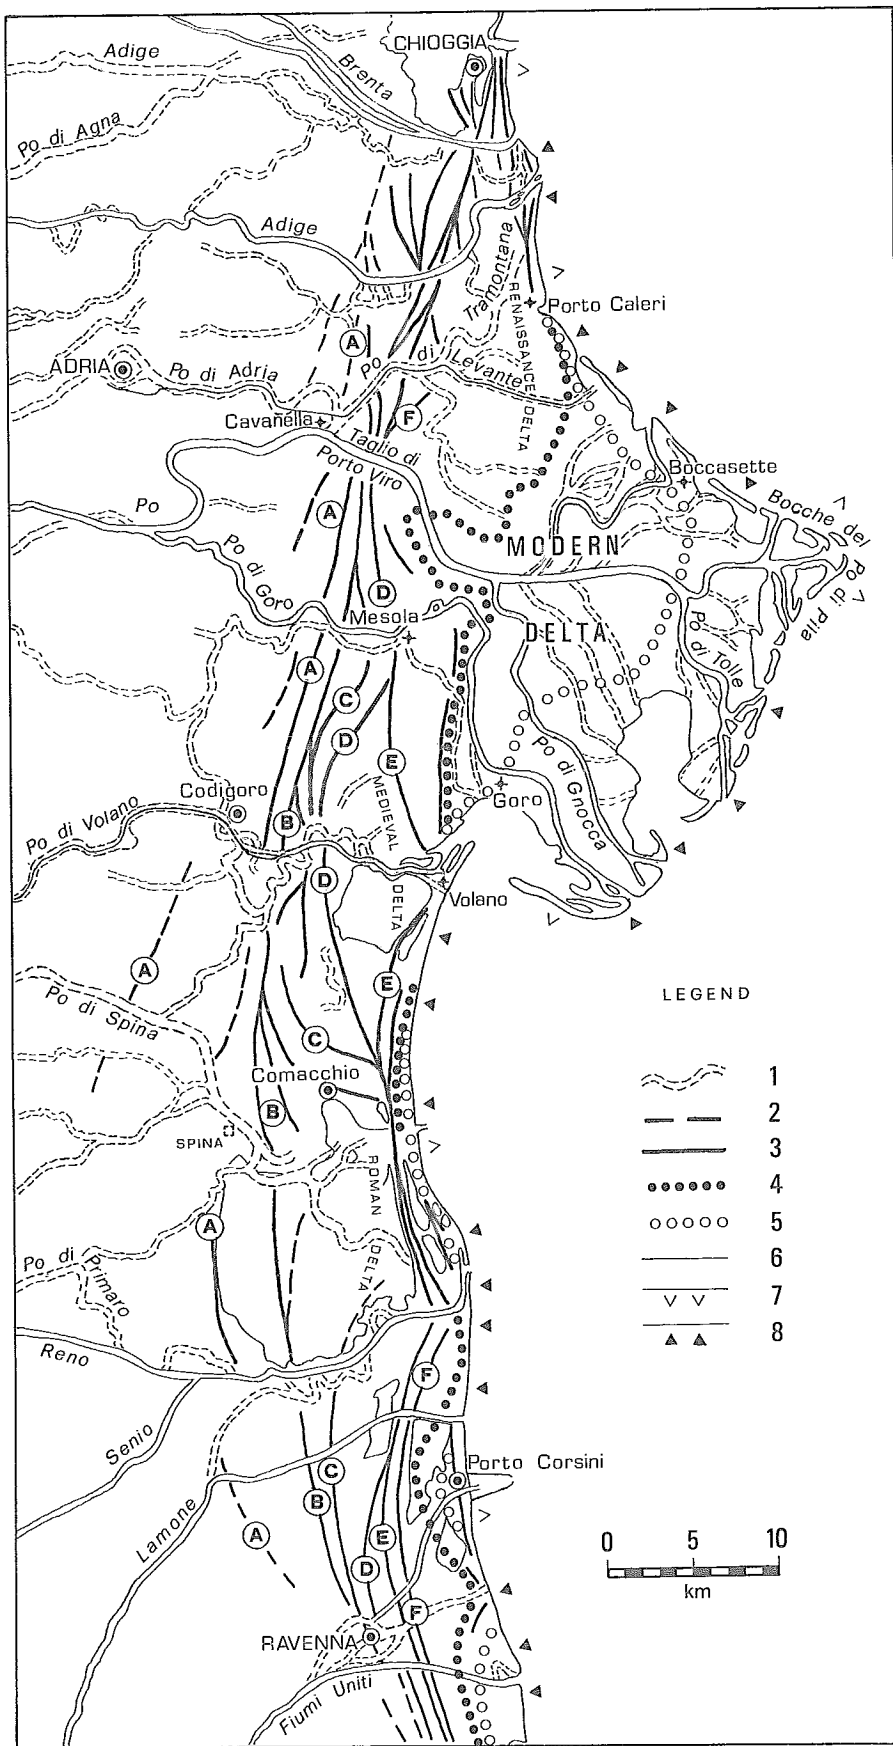 CHIOGGIA
Adige
Brenta
Po di Agna
Adige
Tramontana
RENAISSANCE DELTA
Porto Caleri
A
ADRIA
Po di Adria
Po di Levante
Cavanella
F
Taglio di
Porto Viro
Boccasette
Po
A
Bocche del
Po di Pila
MODERN
DELTA
Po di Goro
D
Mesola
Po di Tolle
A
C
D
E
Po di Gnocca
Goro
Codigoro
Po di Volano
B
MEDIEVAL
DELTA
D
Volano
A
E
Po di Spina
C
Comacchio
B
SPINA
ROMAN
DELTA
A
Po di Primaro
Reno
F
Senio
Lamone
C
B
Porto Corsini
A
E
D
F
RAVENNA
Fiumi Uniti
LEGEND
1
2
3
4
5
6
7
8
0 5 10
km